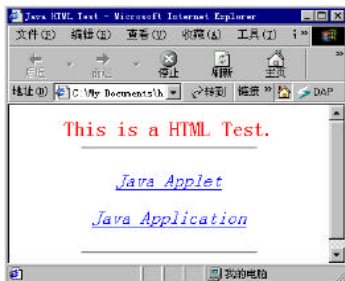 Java HTML Test - Microsoft Internet Explorer
文件(F) 编辑(E) 查看(V) 收藏(A) 工具(T)
后退 前进 停止 刷新 主页
地址(D) C:\My Documents\h 转到 链接 » DAP
This is a HTML Test.
Java Applet
Java Application
我的电脑